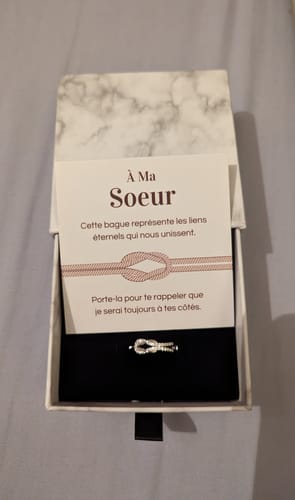 À Ma
Soeur
Cette bague représente les liens
éternels qui nous unissent.
Porte-la pour te rappeler que
je serai toujours à tes côtés.